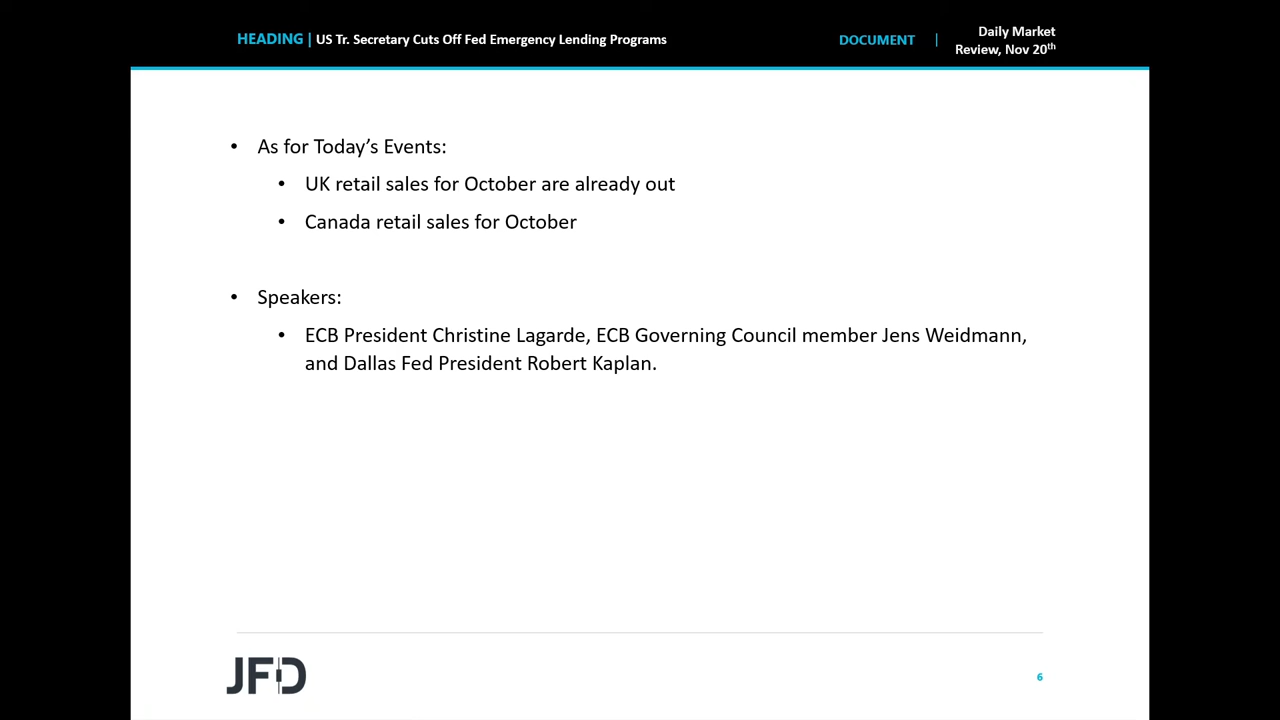 HEADING | US Tr. Secretary Cuts Off Fed Emergency Lending Programs
DOCUMENT |
Daily Market
Review, Nov 20th
• As for Today’s Events:
• UK retail sales for October are already out
• Canada retail sales for October
• Speakers:
• ECB President Christine Lagarde, ECB Governing Council member Jens Weidmann,
and Dallas Fed President Robert Kaplan.
JFD
6